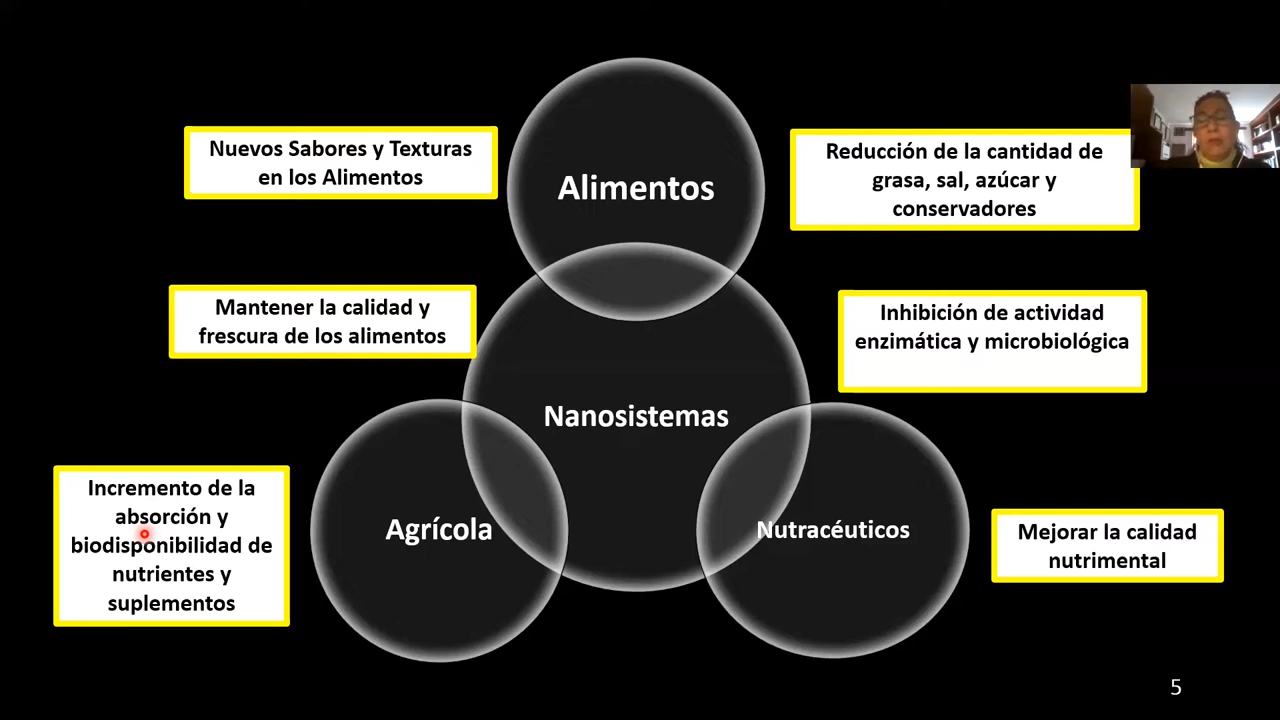 Alimentos
Nuevos Sabores y Texturas
en los Alimentos
Reducción de la cantidad de
grasa, sal, azúcar y
conservadores
Mantener la calidad y
frescura de los alimentos
Inhibición de actividad
enzimática y microbiológica
Nanosistemas
Incremento de la
absorción y
biodisponibilidad de
nutrientes y
suplementos
Agrícola
Nutracéuticos
Mejorar la calidad
nutrimental
5